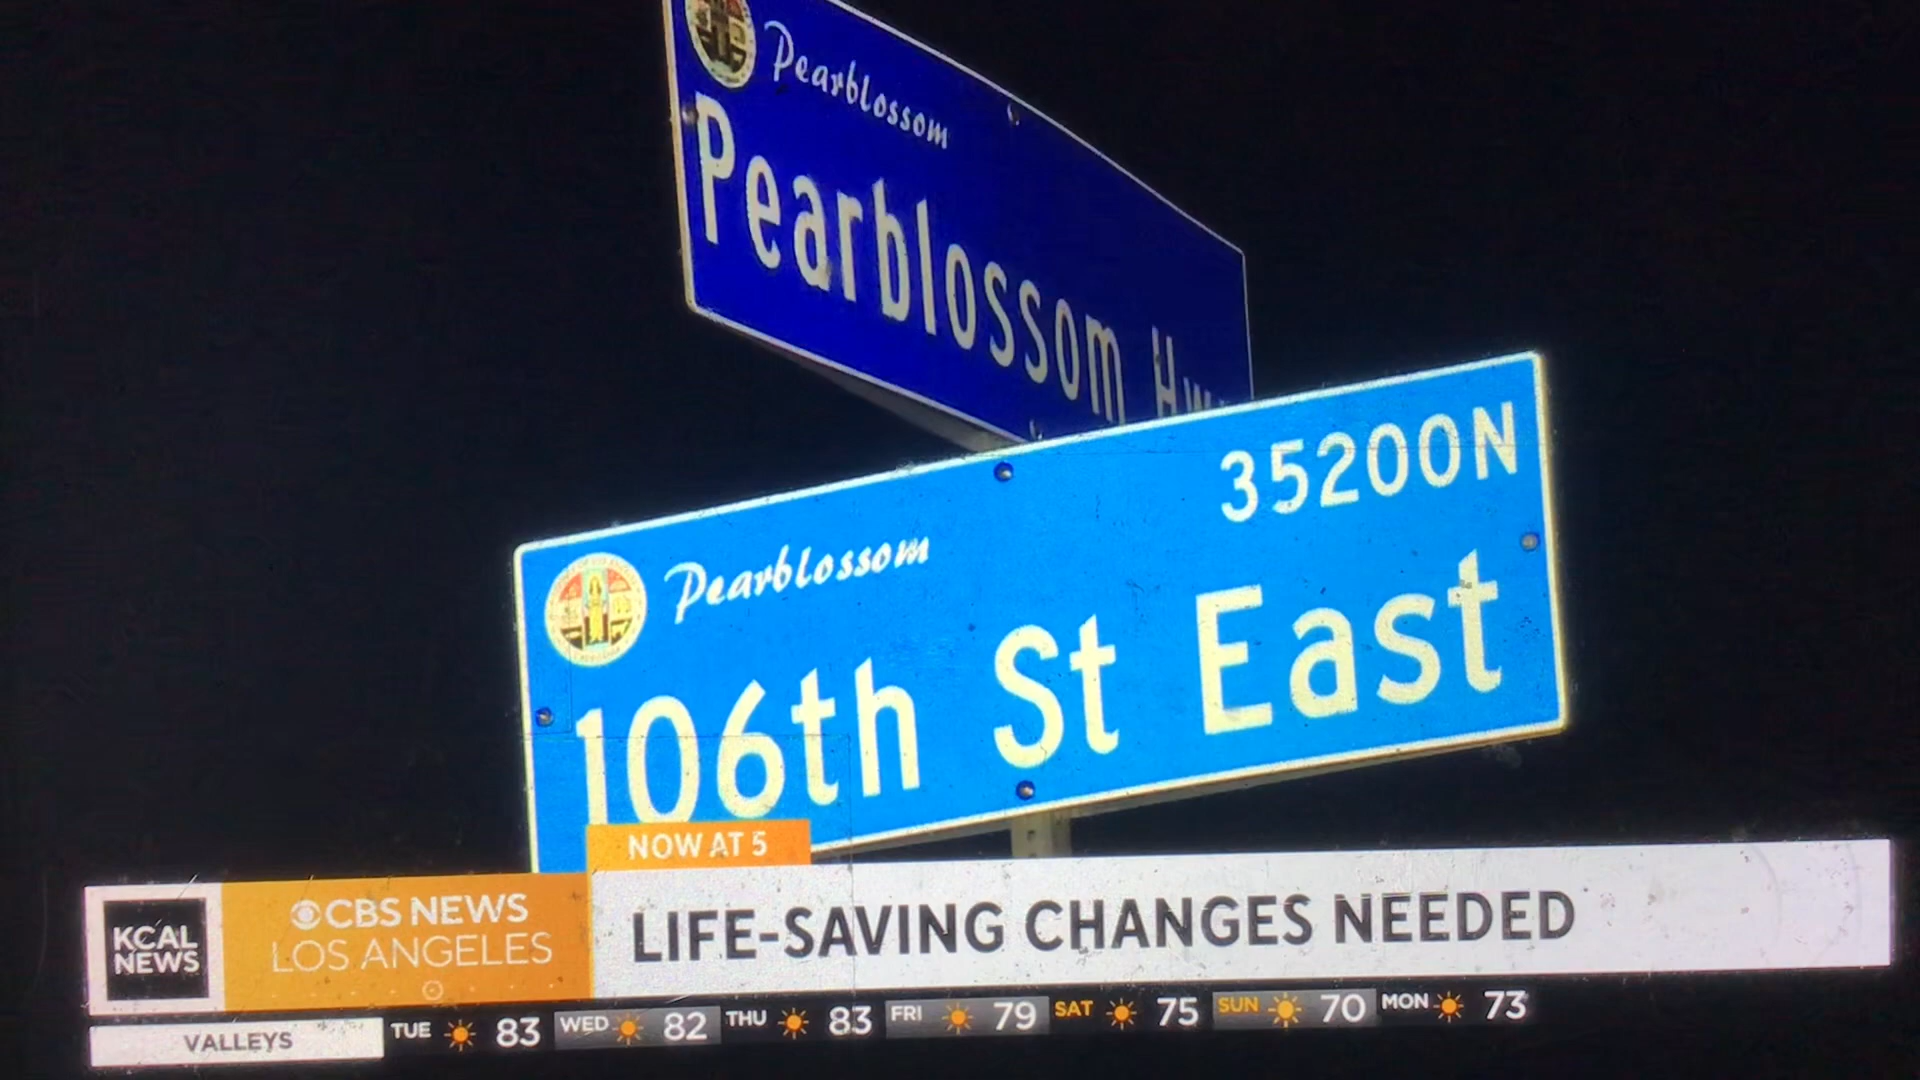 Pearblossom
Pearblossom Hwy
35200N
Pearblossom
106th St East
NOW AT 5
KCAL NEWS
CBS NEWS
LOS ANGELES
LIFE-SAVING CHANGES NEEDED
VALLEYS TUE 83 WED 82 THU 83 FRI 79 SAT 75 SUN 70 MON 73